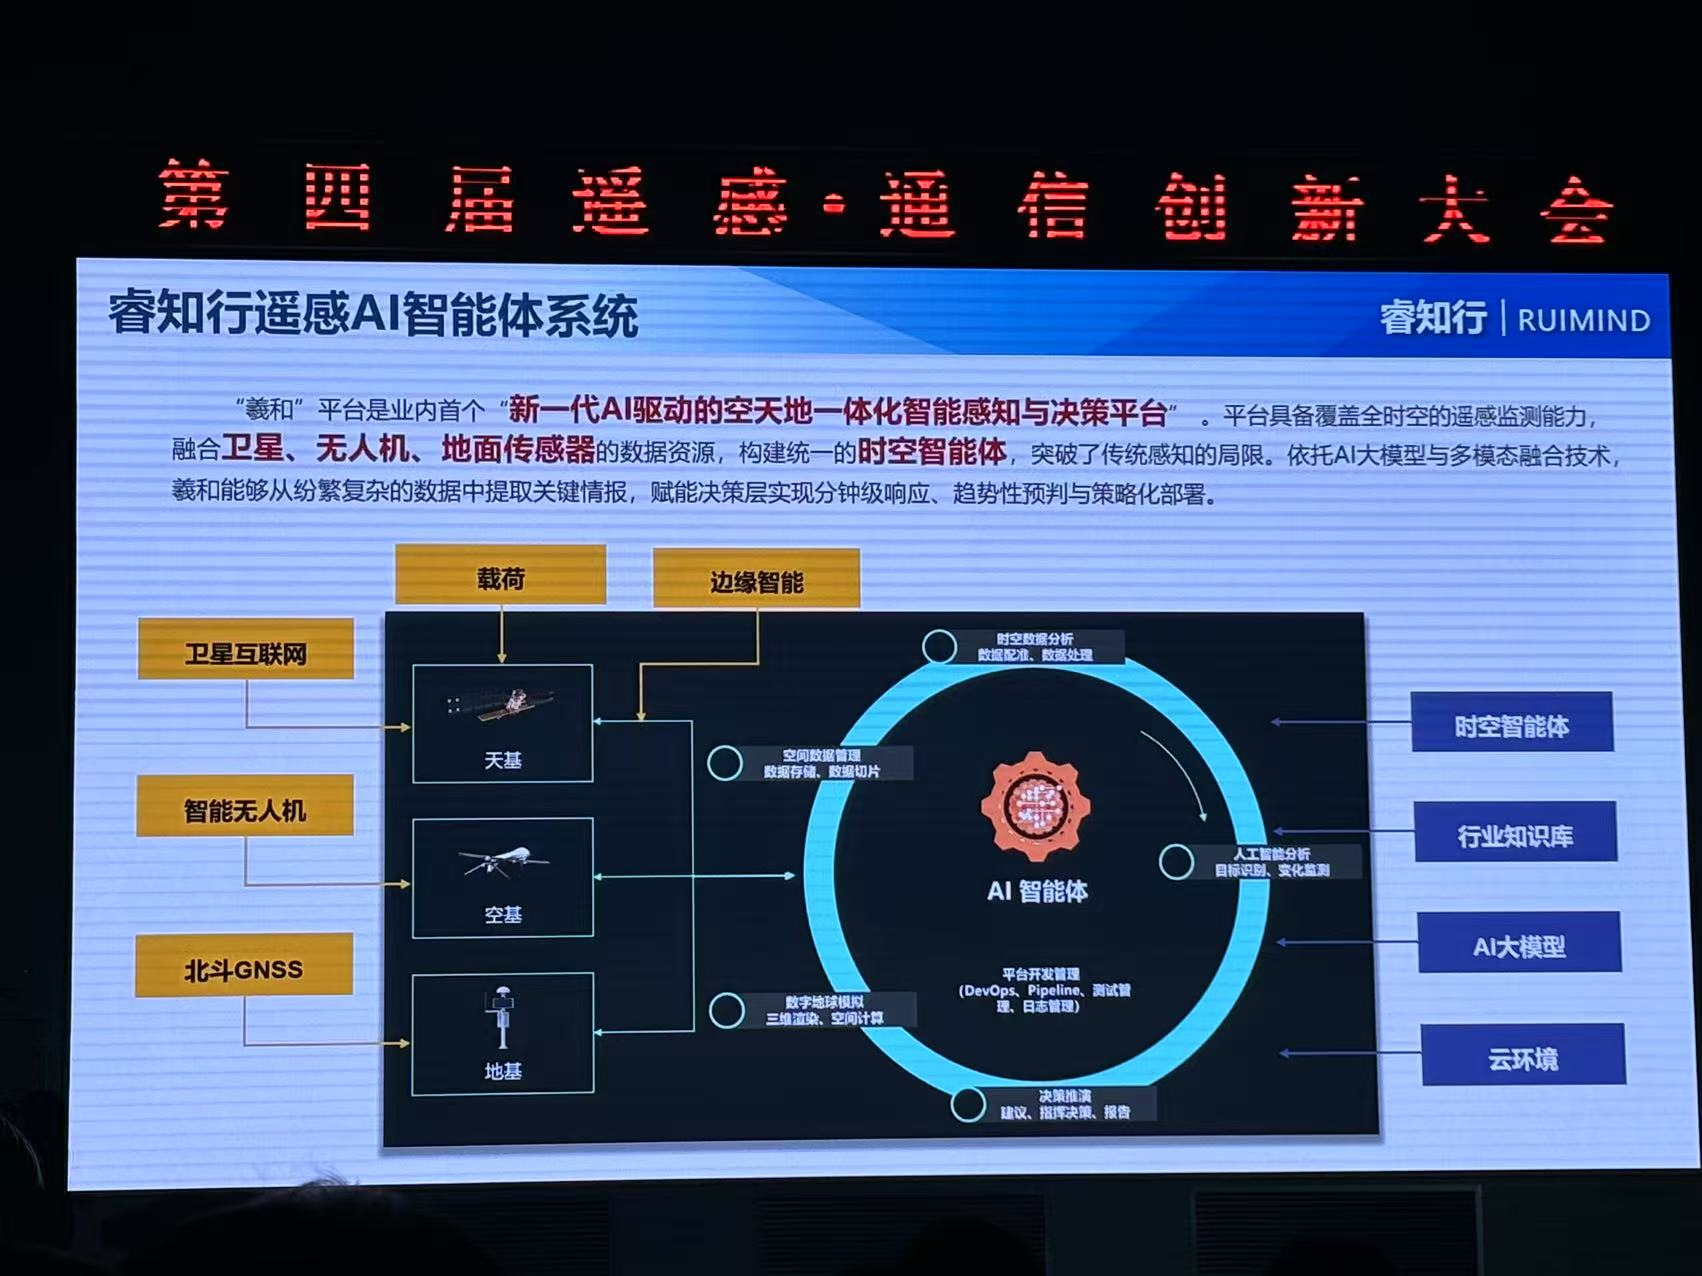 第四届遥感·通信创新大会
睿知行遥感AI智能体系统
睿知行 | RUIMIND
“羲和”平台是业内首个“新一代AI驱动的空天地一体化智能感知与决策平台”。平台具备覆盖全时空的遥感监测能力，
融合卫星、无人机、地面传感器的数据资源，构建统一的时空智能体，突破了传统感知的局限。依托AI大模型与多模态融合技术，
羲和能够从纷繁复杂的数据中提取关键情报，赋能决策层实现分钟级响应、趋势性预判与策略化部署。
载荷
边缘智能
卫星互联网
智能无人机
北斗GNSS
天基
空基
地基
时空数据分析
数据配准、数据处理
空间数据管理
数据存储、数据切片
人工智能分析
目标识别、变化监测
AI 智能体
平台开发管理
(DevOps、Pipeline、测试管
理、日志管理)
数字地球模拟
三维渲染、空间计算
决策推演
建议、指挥决策、报告
时空智能体
行业知识库
AI大模型
云环境